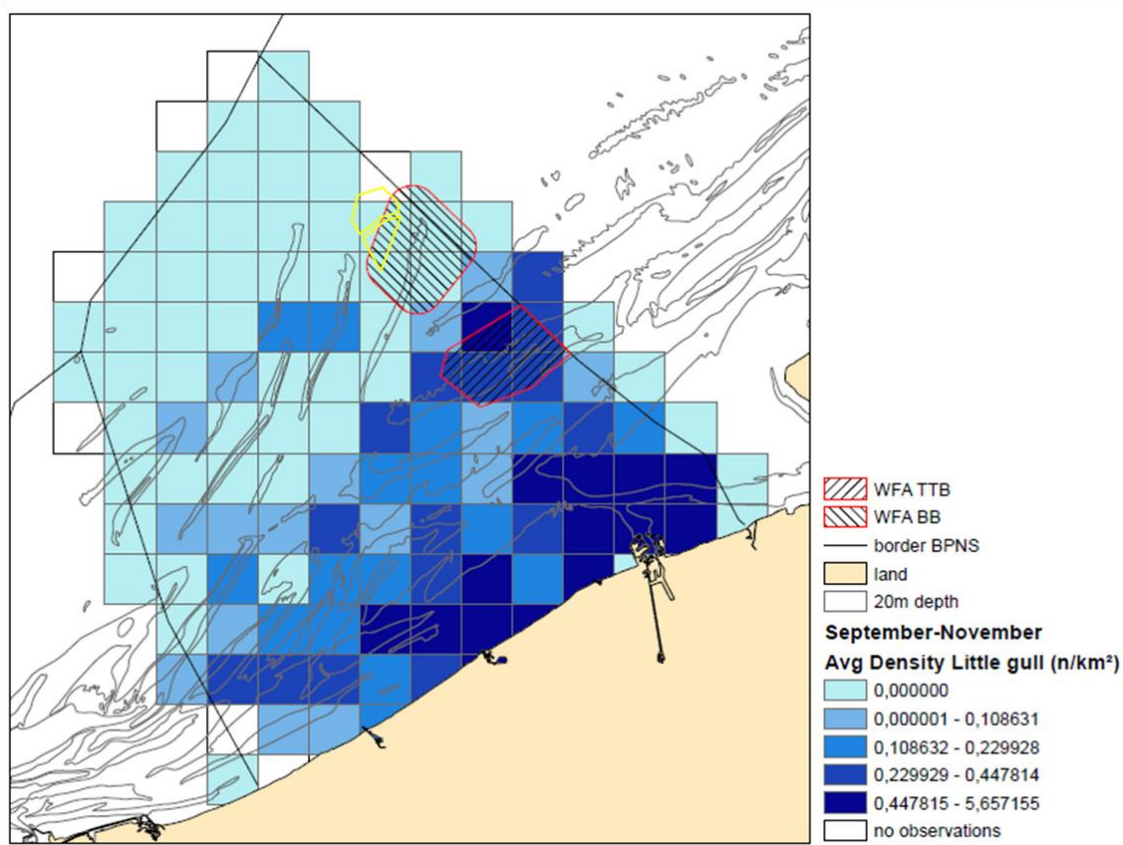 WFA TTB
WFA BB
border BPNS
land
20m depth
September-November
Avg Density Little gull (n/km²)
0,000000
0,000001 - 0,108631
0,108632 - 0,229928
0,229929 - 0,447814
0,447815 - 5,657155
no observations